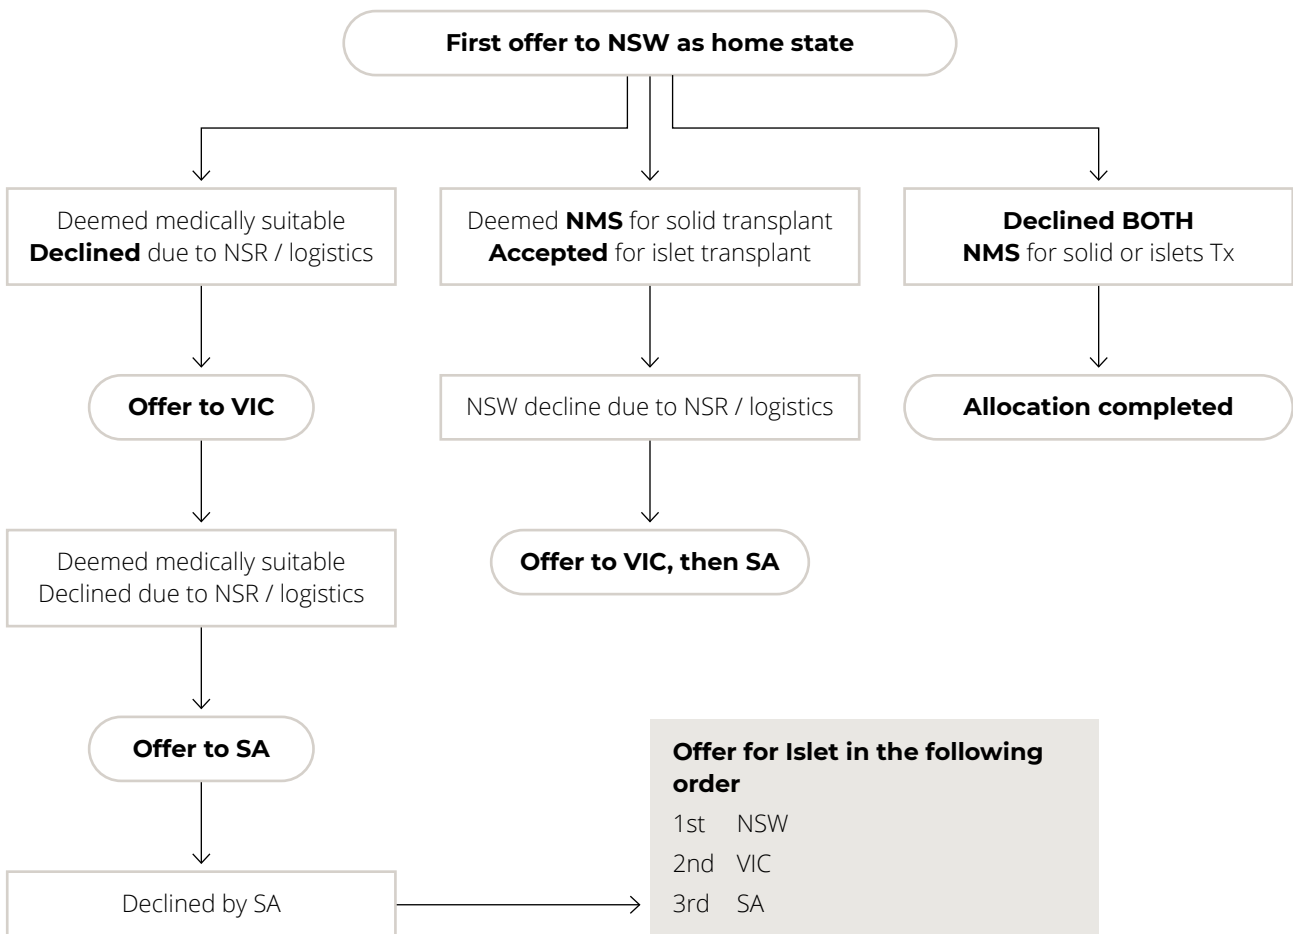 First offer to NSW as home state
Deemed medically suitable
Declined due to NSR / logistics
Deemed NMS for solid transplant
Accepted for islet transplant
Declined BOTH
NMS for solid or islets Tx
Offer to VIC
NSW decline due to NSR / logistics
Allocation completed
Deemed medically suitable
Declined due to NSR / logistics
Offer to VIC, then SA
Offer to SA
Declined by SA
Offer for Islet in the following
order
1st NSW
2nd VIC
3rd SA